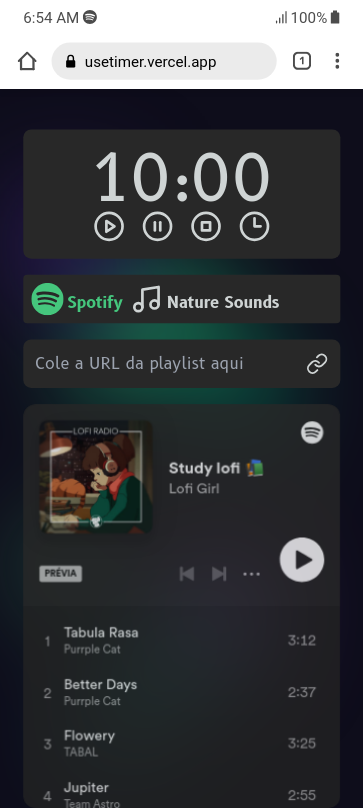 6:54 AM 100%
usetimer.vercel.app 1
10:00
Spotify Nature Sounds
Cole a URL da playlist aqui
LOFI RADIO
Study lofi
Lofi Girl
PRÉVIA
1 Tabula Rasa 3:12
Purrple Cat
2 Better Days 2:37
Purrple Cat
3 Flowery 3:25
TABAL
4 Jupiter 2:55
Team Astro